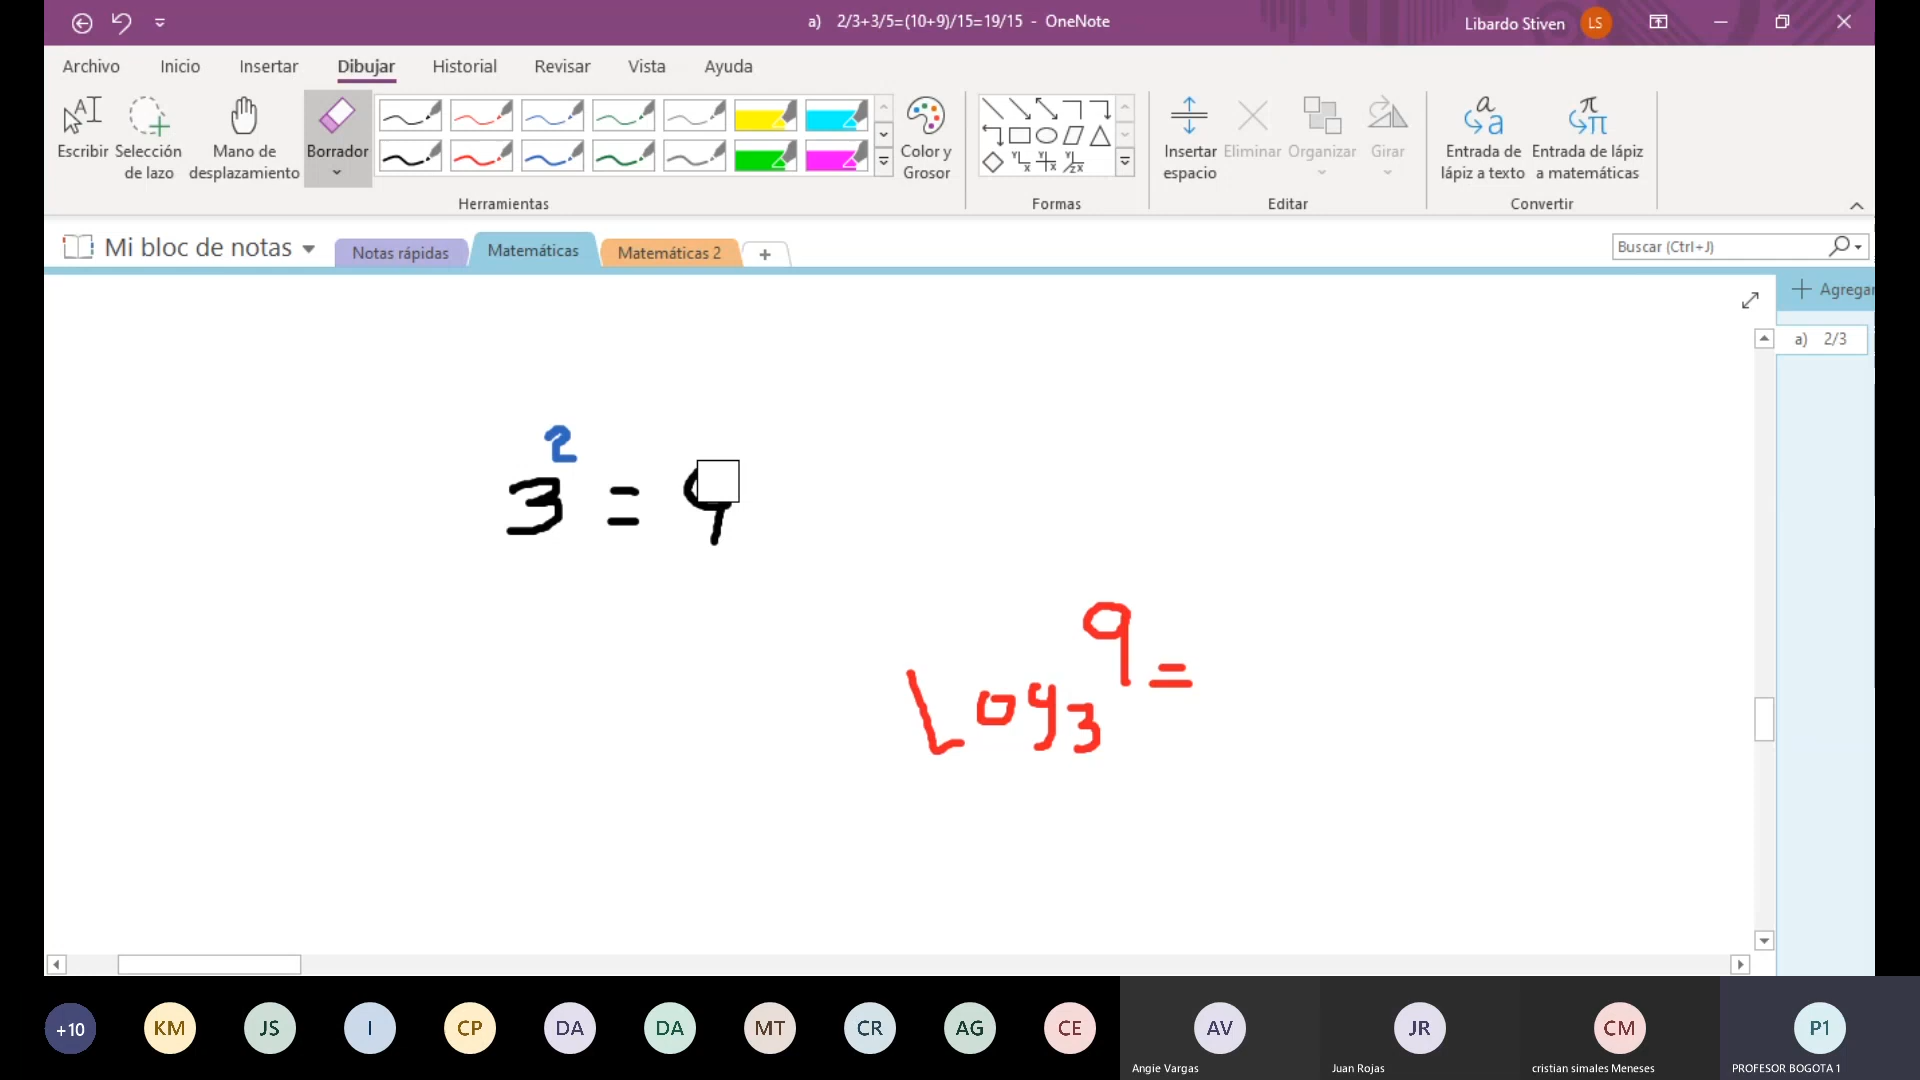 a) 2/3+3/5=(10+9)/15=19/15 - OneNote
Libardo Stiven LS
Archivo Inicio Insertar Dibujar Historial Revisar Vista Ayuda
Escribir Selección de lazo Mano de desplazamiento Borrador
Color y Grosor
Insertar espacio Eliminar Organizar Girar
Entrada de lápiz a texto Entrada de lápiz a matemáticas
Herramientas Formas Editar Convertir
Mi bloc de notas Notas rápidas Matemáticas Matemáticas 2
Buscar (Ctrl+J)
Agregar
a) 2/3
3² = 9
Log₃ 9 =
+10 KM JS I CP DA DA MT CR AG CE AV JR CM P1
Angie Vargas Juan Rojas cristian simales Meneses PROFESOR BOGOTA 1